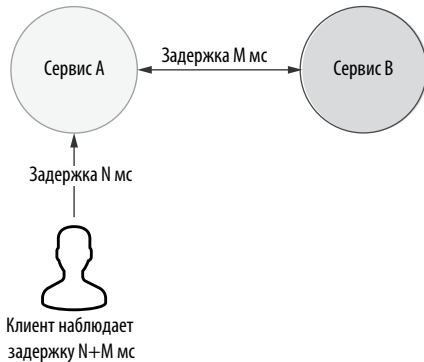 Сервис A
Задержка M мс
Сервис B
Задержка N мс
Клиент наблюдает
задержку N+M мс